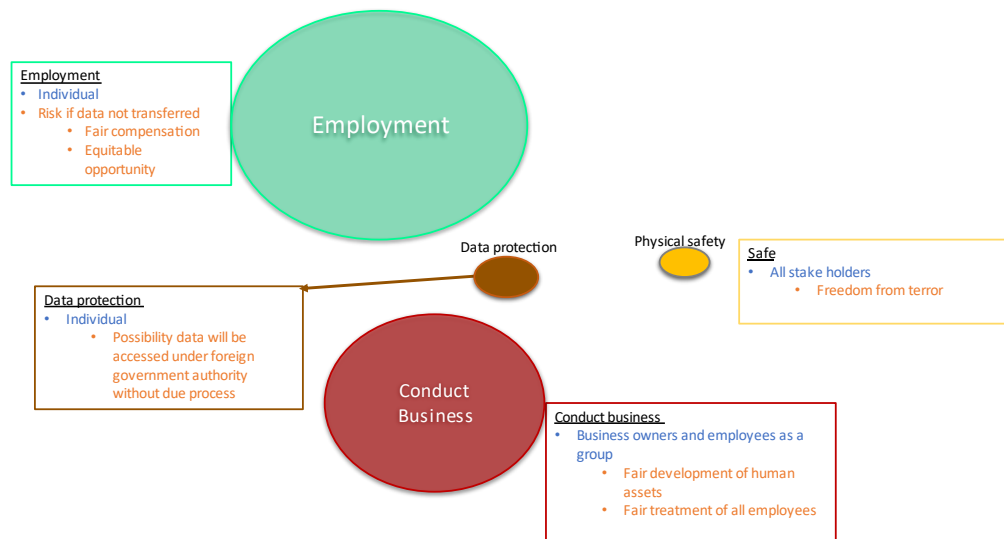 Employment
• Individual
• Risk if data not transferred
• Fair compensation
• Equitable
opportunity
Employment
Data protection
Physical safety
Safe
• All stake holders
• Freedom from terror
Data protection
• Individual
• Possibility data will be
accessed under foreign
government authority
without due process
Conduct
Business
Conduct business
• Business owners and employees as a
group
• Fair development of human
assets
• Fair treatment of all employees